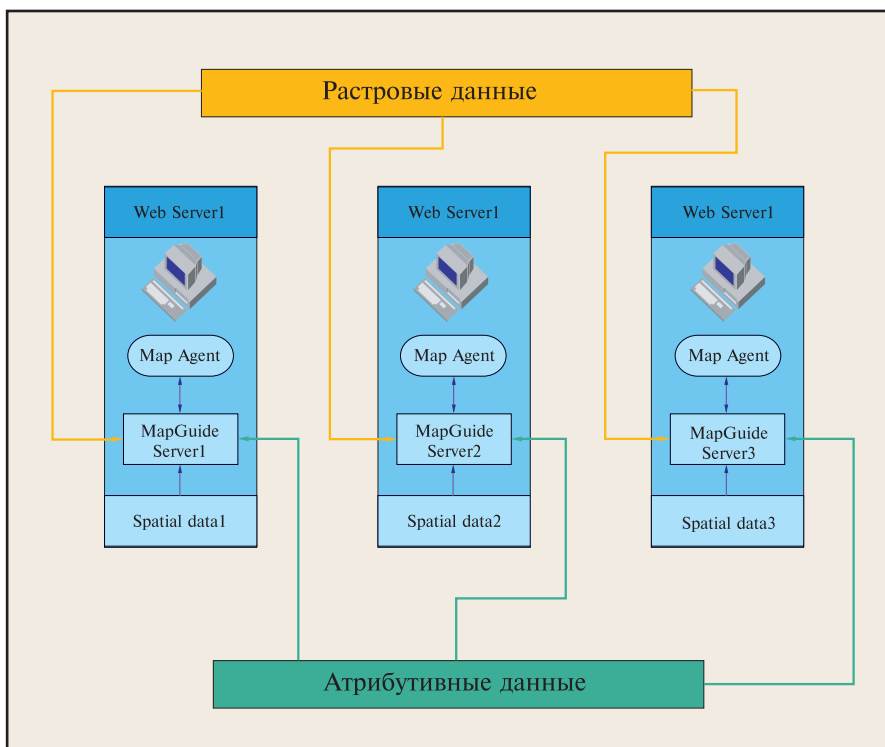 Растровые данные
Web Server1
Map Agent
MapGuide
Server1
Spatial data1
Web Server1
Map Agent
MapGuide
Server2
Spatial data2
Web Server1
Map Agent
MapGuide
Server3
Spatial data3
Атрибутивные данные